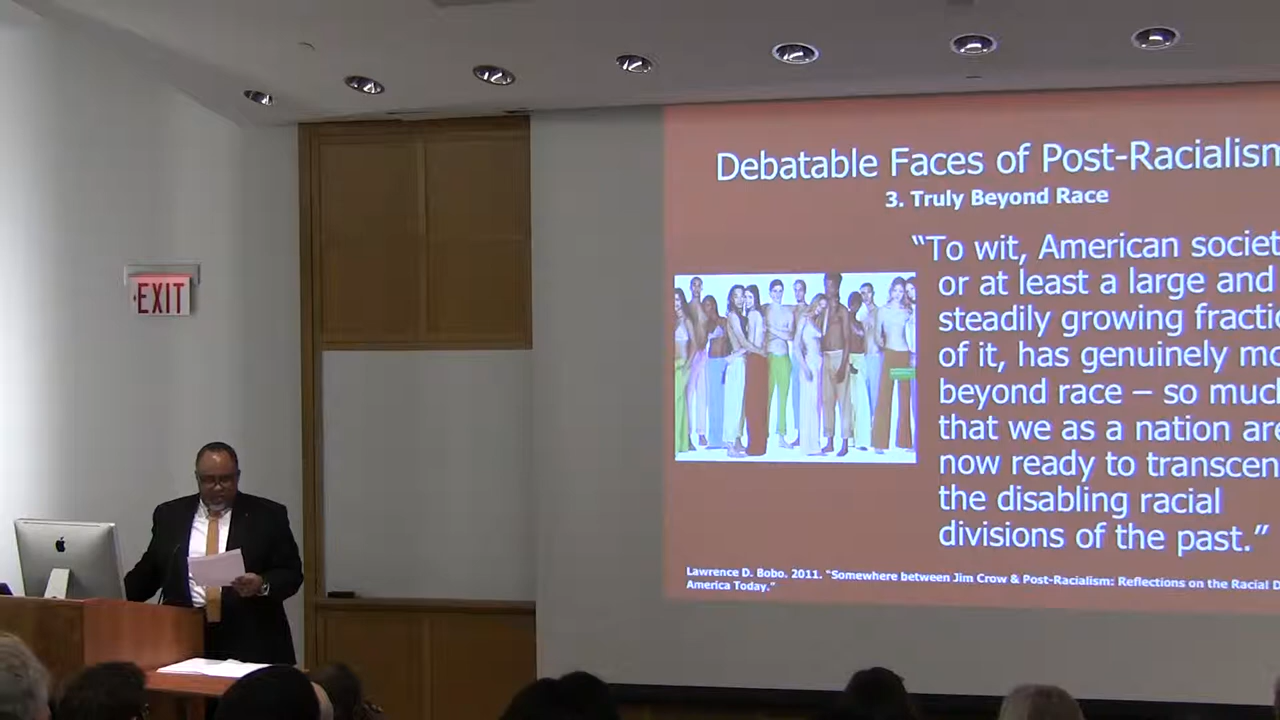 EXIT
Debatable Faces of Post-Racialism
3. Truly Beyond Race
“To wit, American societ
or at least a large and
steadily growing fractio
of it, has genuinely mo
beyond race – so much
that we as a nation are
now ready to transcen
the disabling racial
divisions of the past.”
Lawrence D. Bobo. 2011. “Somewhere between Jim Crow & Post-Racialism: Reflections on the Racial D
America Today.”